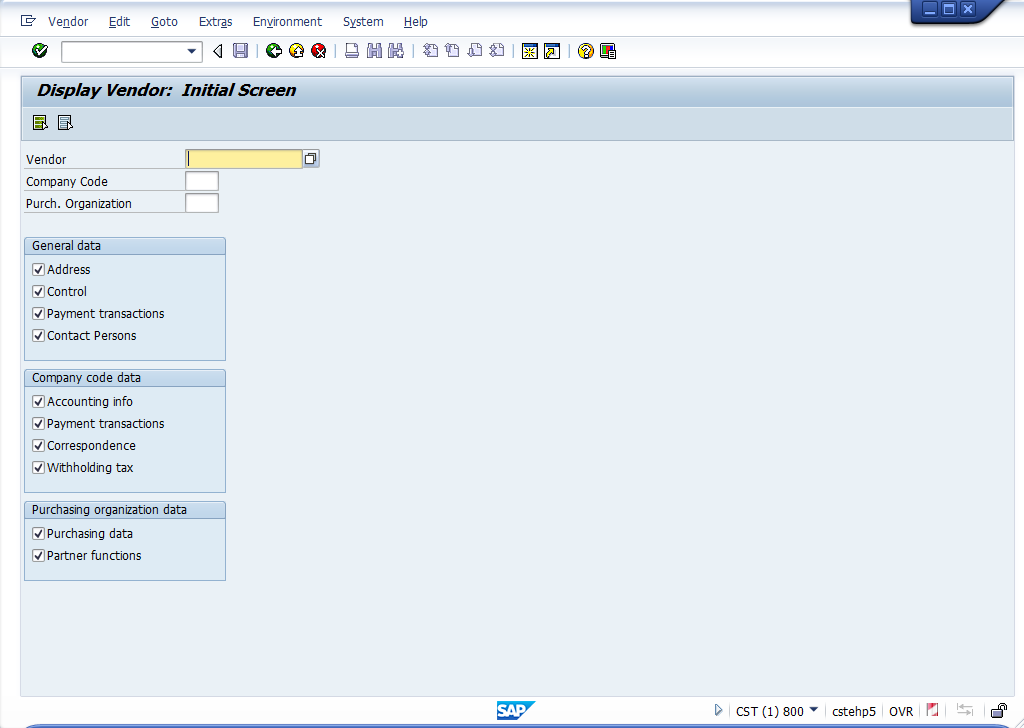 Vendor Edit Goto Extras Environment System Help
Display Vendor: Initial Screen
Vendor
Company Code
Purch. Organization
General data
Address
Control
Payment transactions
Contact Persons
Company code data
Accounting info
Payment transactions
Correspondence
Withholding tax
Purchasing organization data
Purchasing data
Partner functions
SAP CST (1) 800 cstehp5 OVR